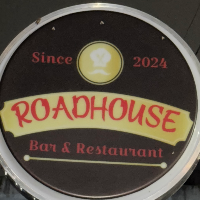 Since 2024
ROADHOUSE
Bar & Restaurant